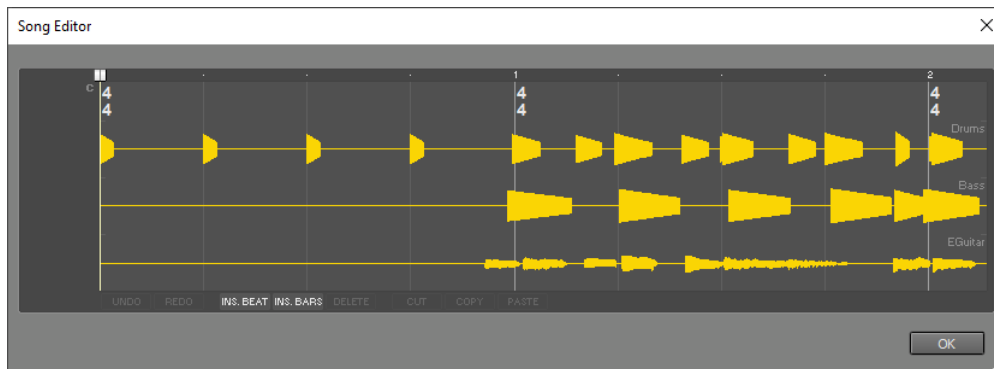 Song Editor
1 2
C 4 4 4
4 4 4
Drums
Bass
EGuitar
UNDO REDO INS. BEAT INS. BARS DELETE CUT COPY PASTE
OK